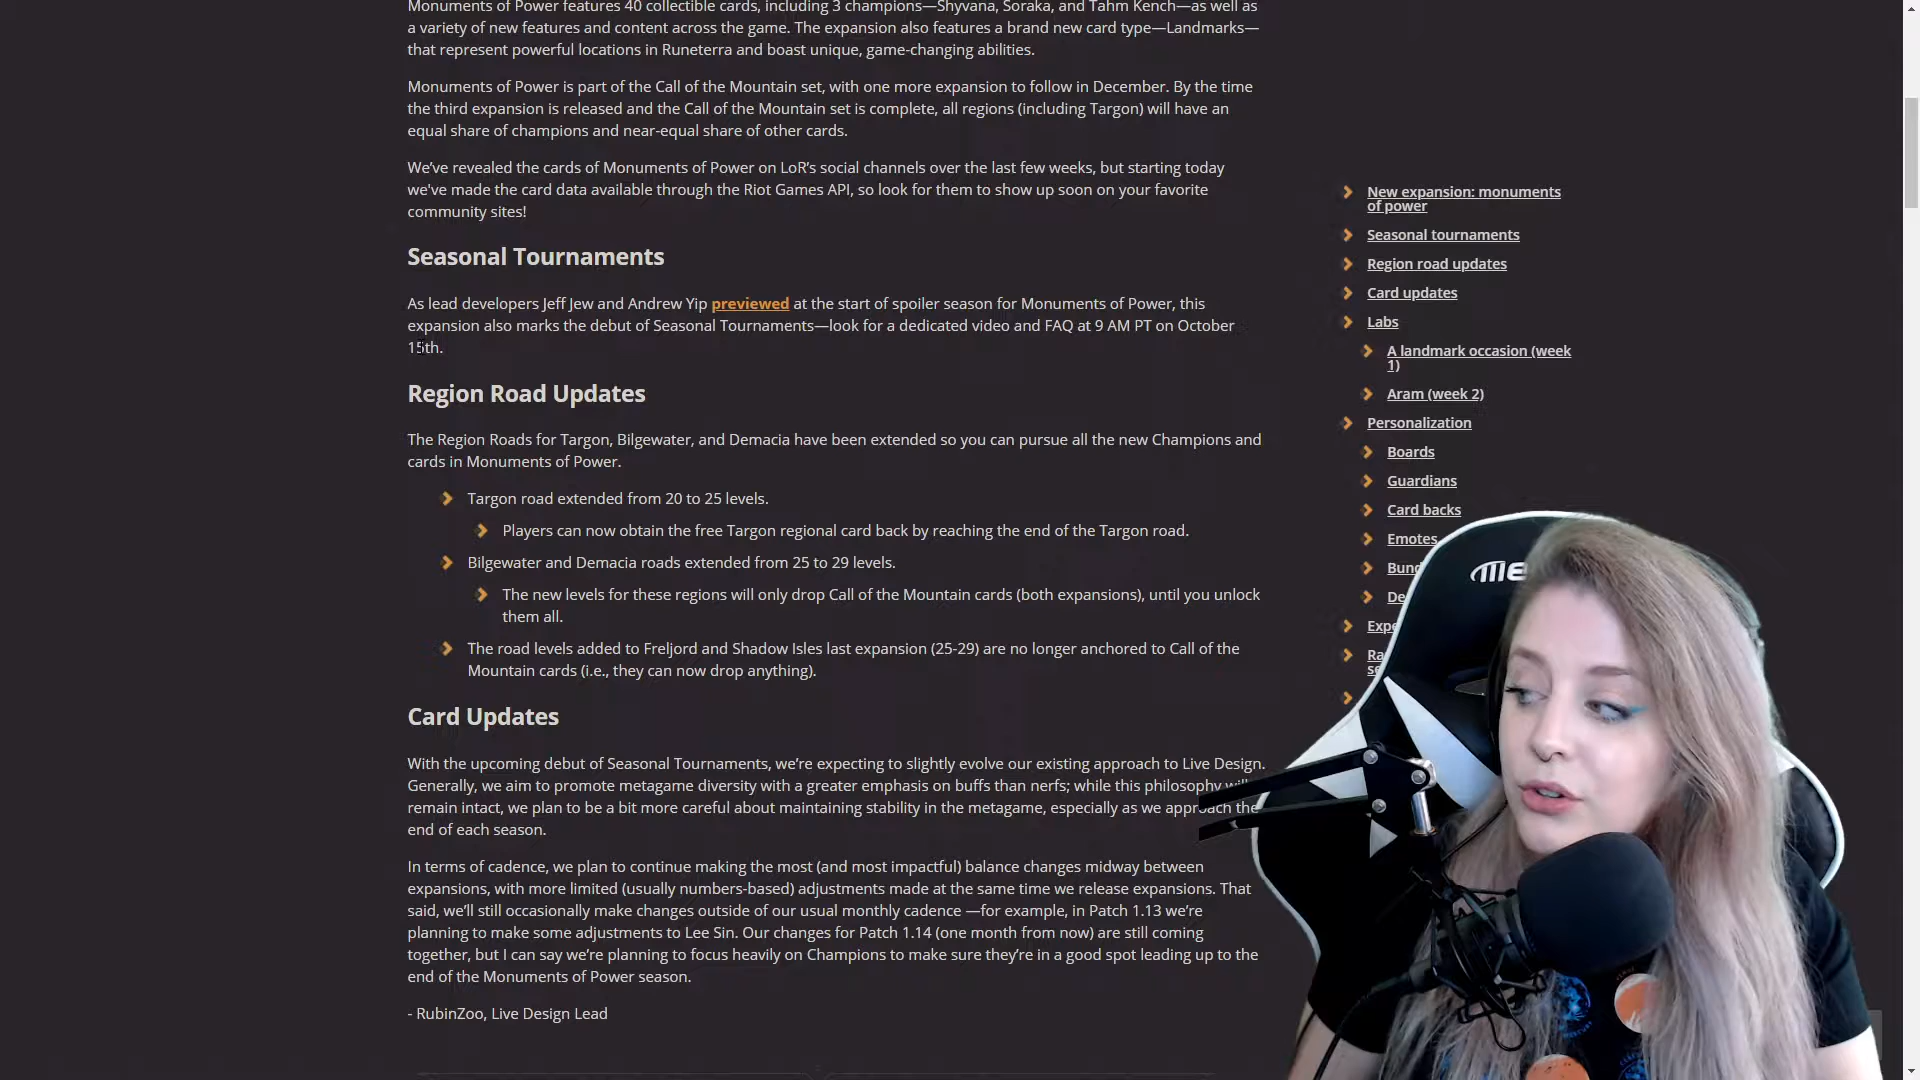 Monuments of Power features 40 collectible cards, including 3 champions—Shyvana, Soraka, and Tahm Kench—as well as
a variety of new features and content across the game. The expansion also features a brand new card type—Landmarks—
that represent powerful locations in Runeterra and boast unique, game-changing abilities.
Monuments of Power is part of the Call of the Mountain set, with one more expansion to follow in December. By the time
the third expansion is released and the Call of the Mountain set is complete, all regions (including Targon) will have an
equal share of champions and near-equal share of other cards.
We've revealed the cards of Monuments of Power on LoR's social channels over the last few weeks, but starting today
we've made the card data available through the Riot Games API, so look for them to show up soon on your favorite
community sites!
Seasonal Tournaments
As lead developers Jeff Jew and Andrew Yip previewed at the start of spoiler season for Monuments of Power, this
expansion also marks the debut of Seasonal Tournaments—look for a dedicated video and FAQ at 9 AM PT on October
15th.
Region Road Updates
The Region Roads for Targon, Bilgewater, and Demacia have been extended so you can pursue all the new Champions and
cards in Monuments of Power.
Targon road extended from 20 to 25 levels.
Players can now obtain the free Targon regional card back by reaching the end of the Targon road.
Bilgewater and Demacia roads extended from 25 to 29 levels.
The new levels for these regions will only drop Call of the Mountain cards (both expansions), until you unlock
them all.
The road levels added to Freljord and Shadow Isles last expansion (25-29) are no longer anchored to Call of the
Mountain cards (i.e., they can now drop anything).
Card Updates
With the upcoming debut of Seasonal Tournaments, we're expecting to slightly evolve our existing approach to Live Design.
Generally, we aim to promote metagame diversity with a greater emphasis on buffs than nerfs; while this philosophy will
remain intact, we plan to be a bit more careful about maintaining stability in the metagame, especially as we approach the
end of each season.
In terms of cadence, we plan to continue making the most (and most impactful) balance changes midway between
expansions, with more limited (usually numbers-based) adjustments made at the same time we release expansions. That
said, we'll still occasionally make changes outside of our usual monthly cadence —for example, in Patch 1.13 we're
planning to make some adjustments to Lee Sin. Our changes for Patch 1.14 (one month from now) are still coming
together, but I can say we're planning to focus heavily on Champions to make sure they're in a good spot leading up to the
end of the Monuments of Power season.
- RubinZoo, Live Design Lead
New expansion: monuments
of power
Seasonal tournaments
Region road updates
Card updates
Labs
A landmark occasion (week
1)
Aram (week 2)
Personalization
Boards
Guardians
Card backs
Emotes